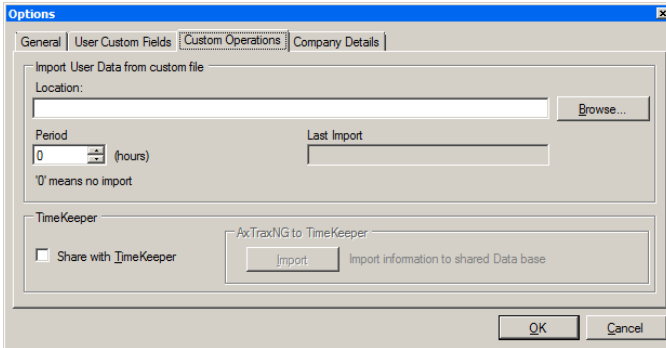 Options
General
User Custom Fields
Custom Operations
Company Details
Import User Data from custom file
Location:
Browse...
Period
Last Import
0
(hours)
'0' means no import
TimeKeeper
AxTraxNG to TimeKeeper
Share with TimeKeeper
Import
Import information to shared Data base
OK
Cancel